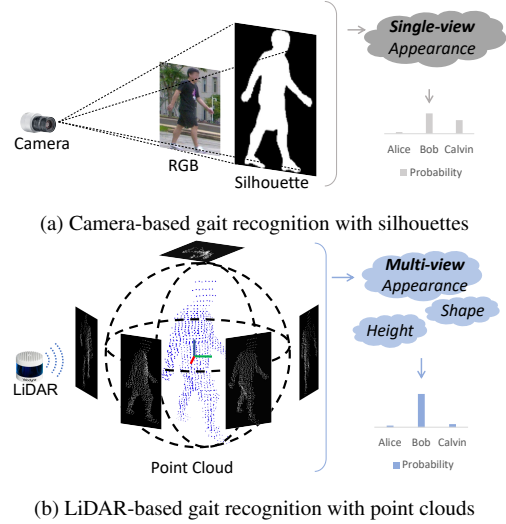 Single-view
Appearance
Camera
RGB
Silhouette
Alice Bob Calvin
Probability
(a) Camera-based gait recognition with silhouettes
Multi-view
Appearance
Shape
Height
LiDAR
Point Cloud
Alice Bob Calvin
Probability
(b) LiDAR-based gait recognition with point clouds